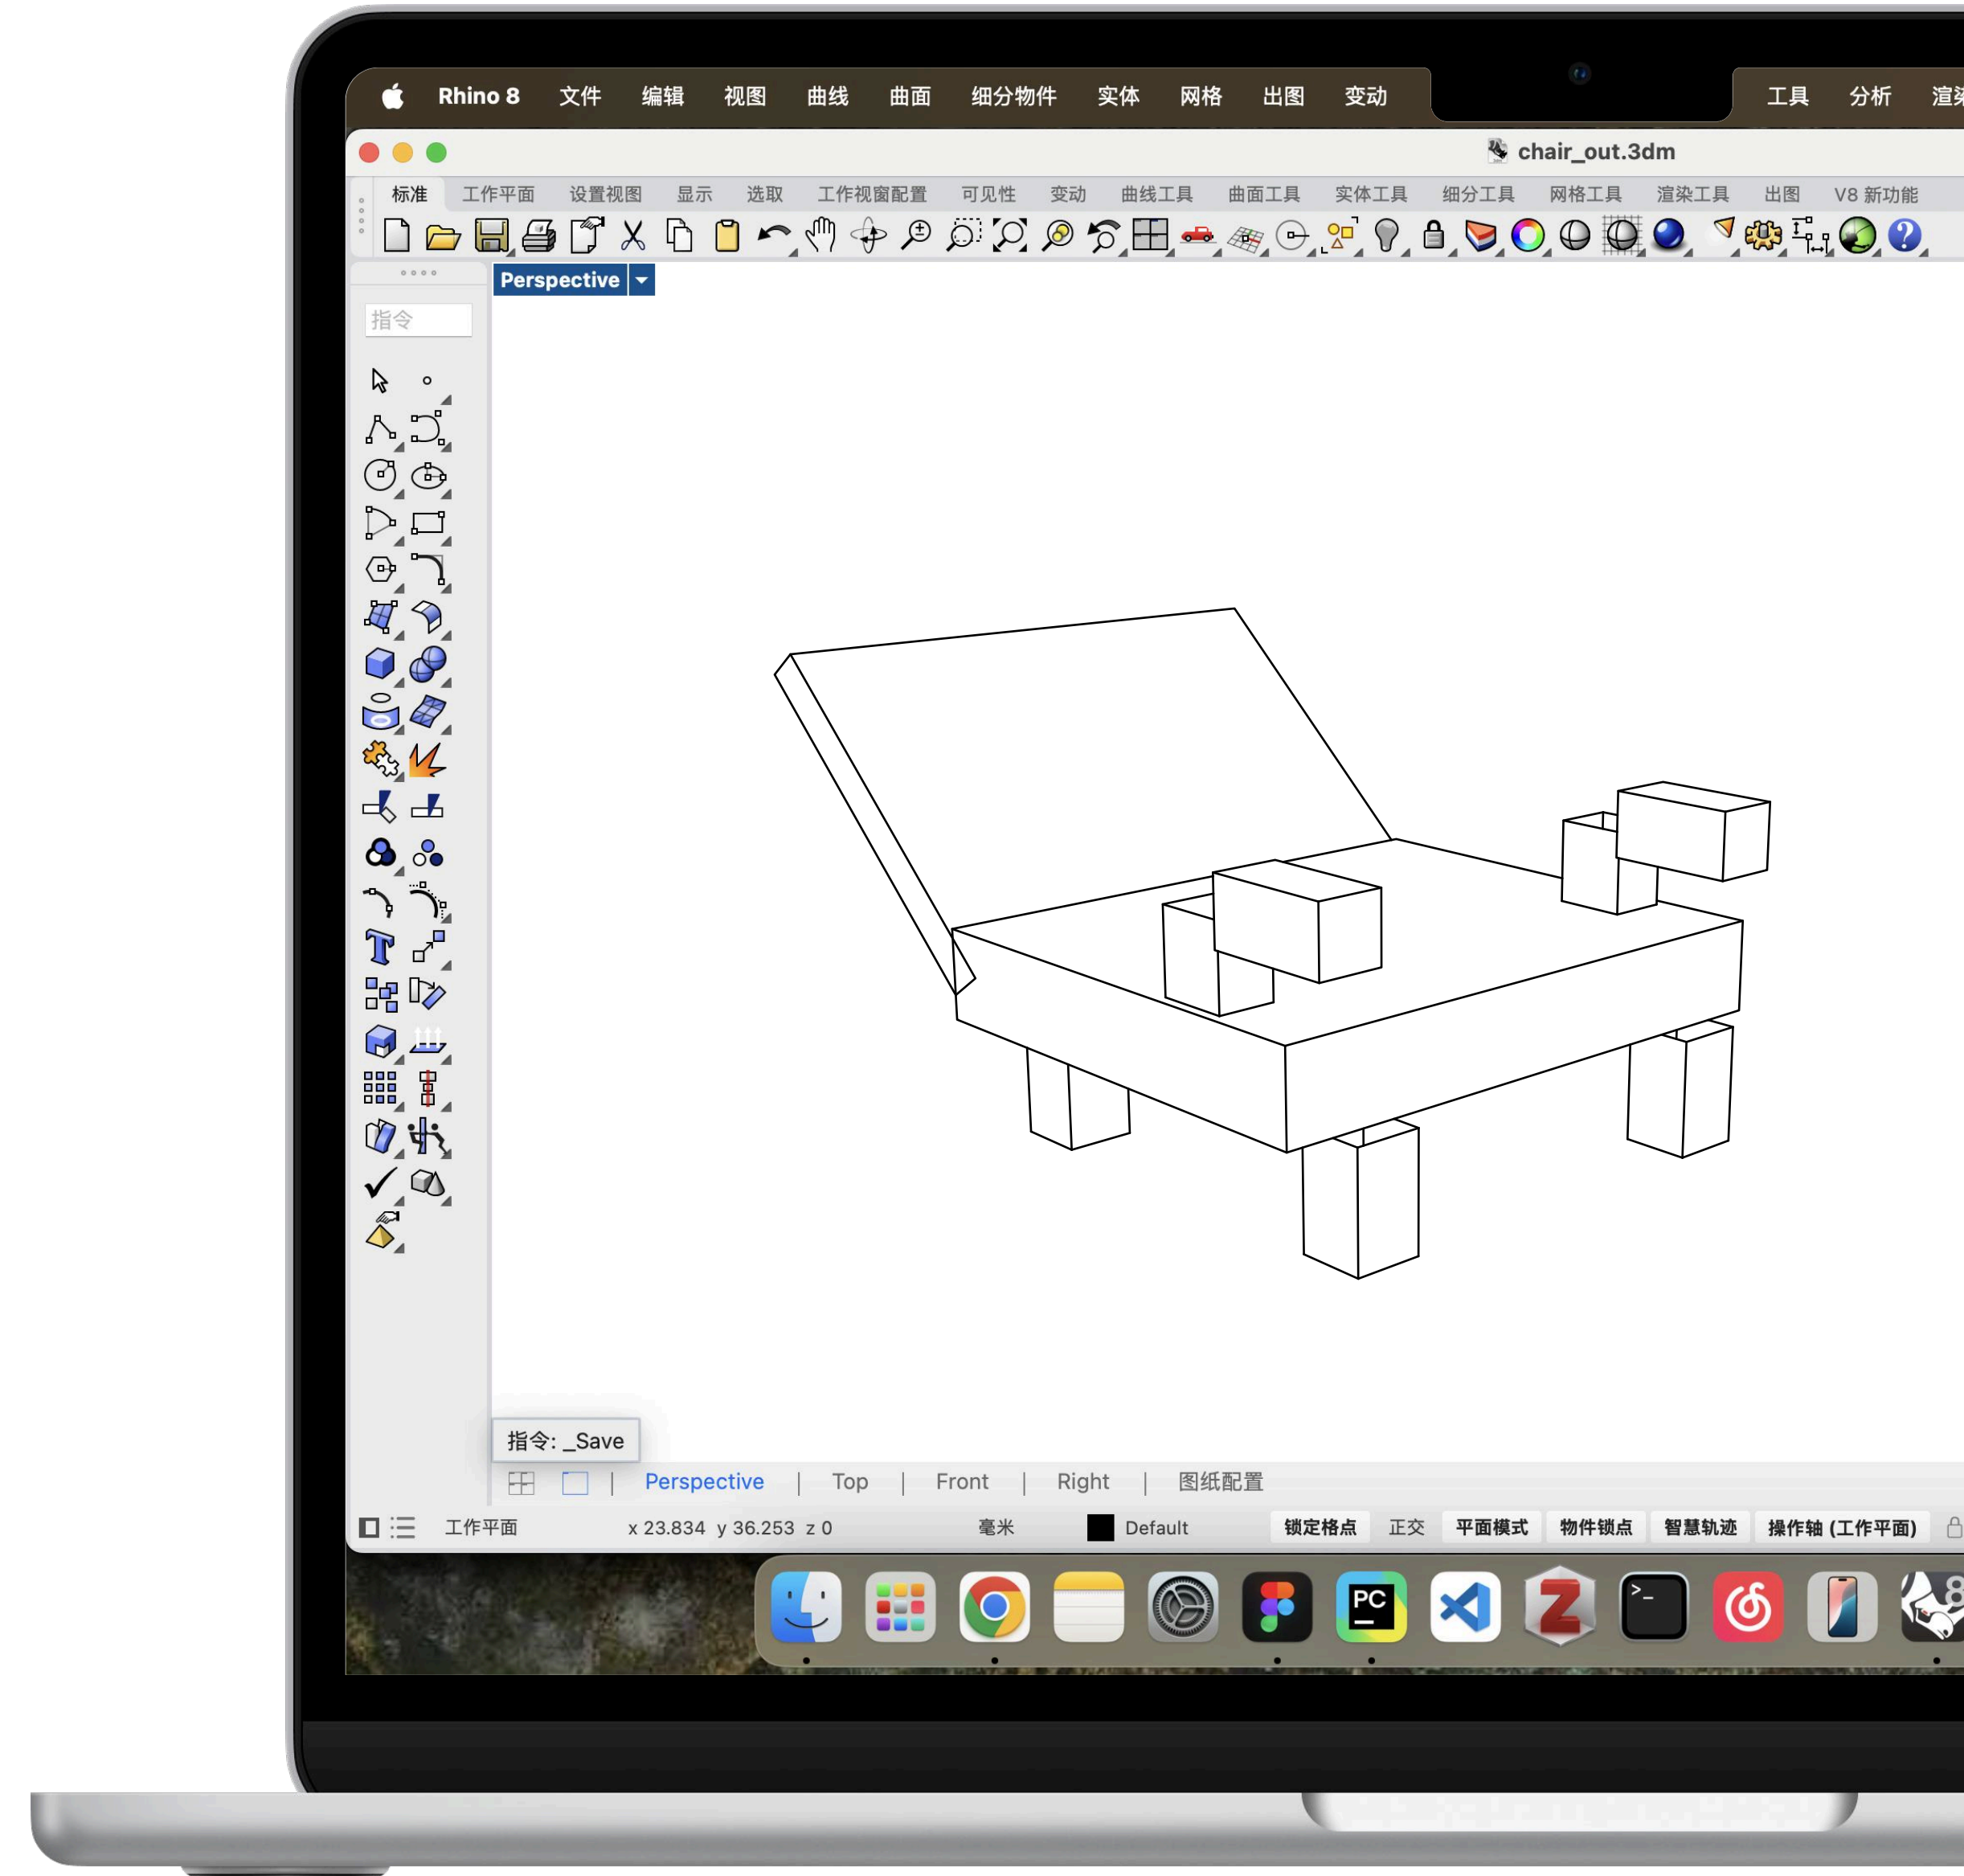 Rhino 8 文件 编辑 视图 曲线 曲面 细分物件 实体 网格 出图 变动 工具 分析 渲染
chair_out.3dm
标准 工作平面 设置视图 显示 选取 工作视窗配置 可见性 变动 曲线工具 曲面工具 实体工具 细分工具 网格工具 渲染工具 出图 V8 新功能
Perspective
指令
指令: _Save
Perspective | Top | Front | Right | 图纸配置
工作平面 x 23.834 y 36.253 z 0 毫米 Default 锁定格点 正交 平面模式 物件锁点 智慧轨迹 操作轴 (工作平面)
PC
>_
8